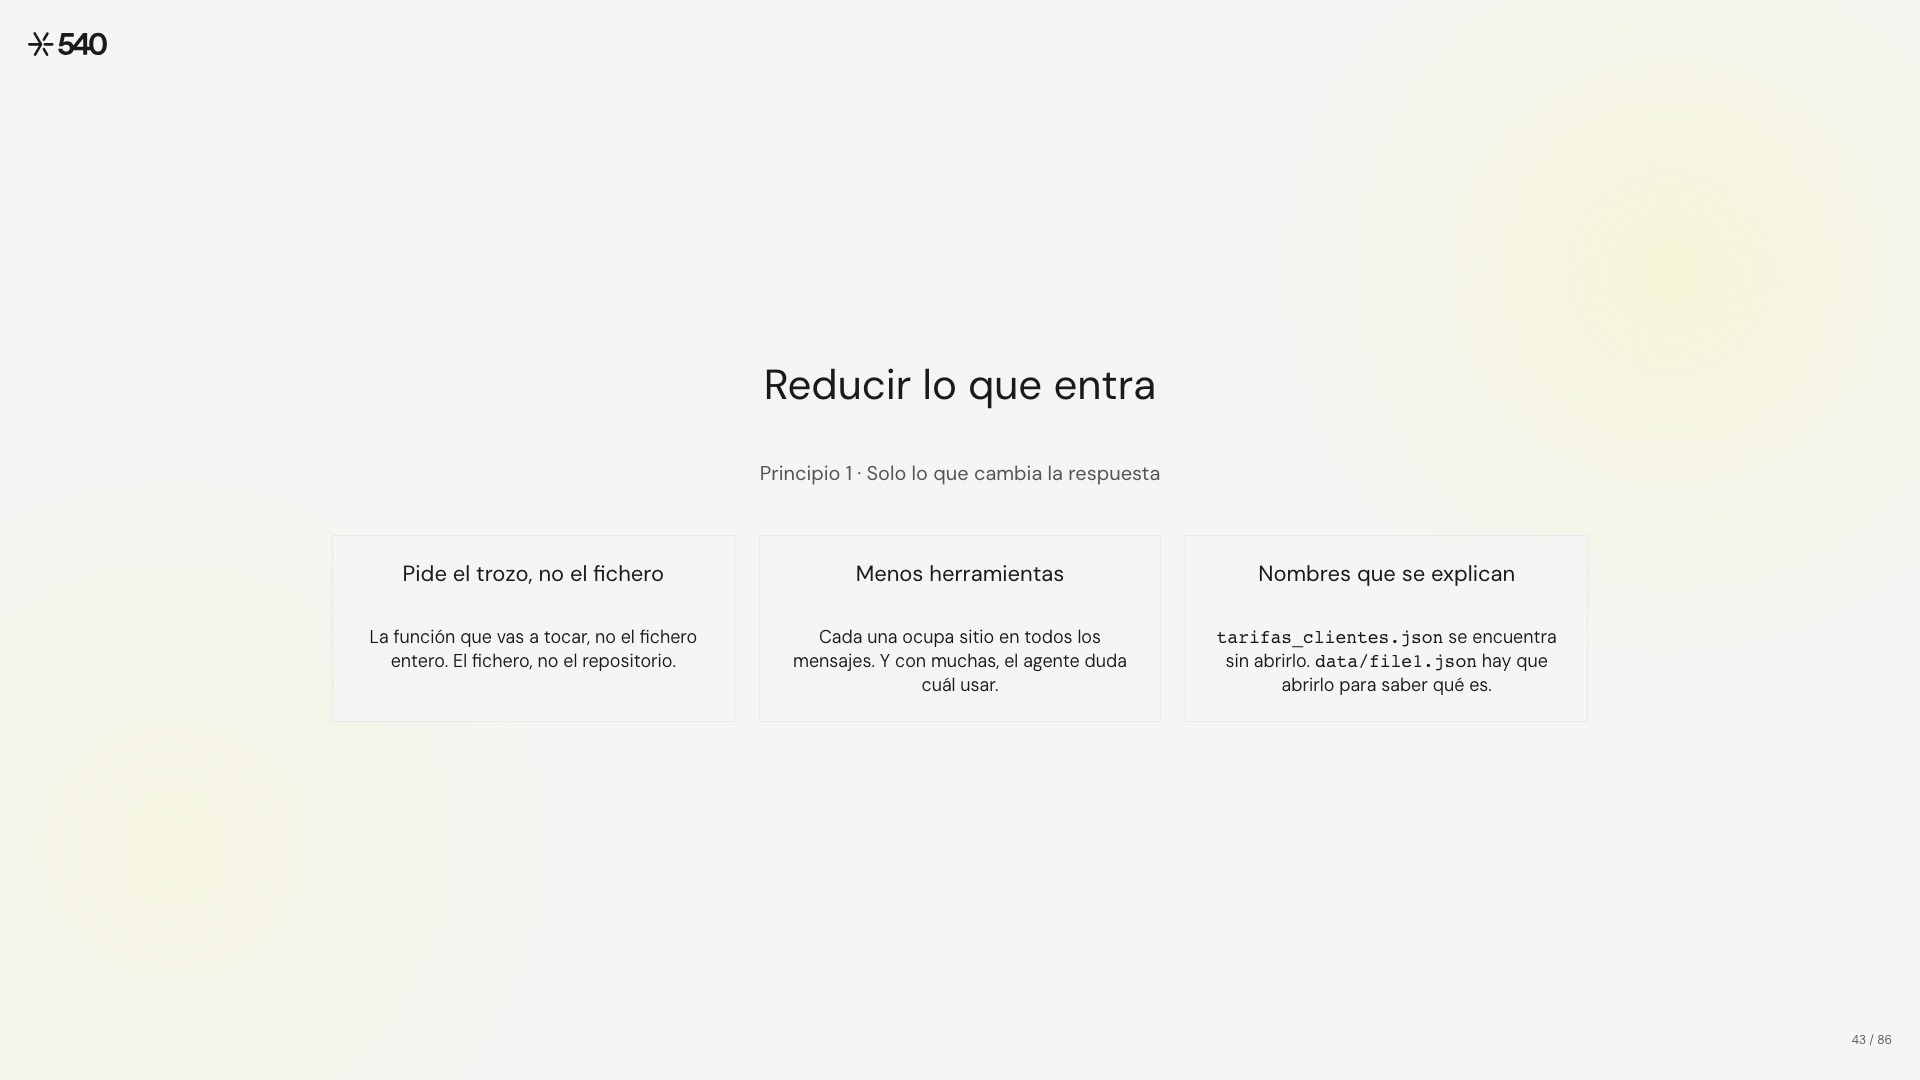 540
Reducir lo que entra
Principio 1 · Solo lo que cambia la respuesta
Pide el trozo, no el fichero
La función que vas a tocar, no el fichero
entero. El fichero, no el repositorio.
Menos herramientas
Cada una ocupa sitio en todos los
mensajes. Y con muchas, el agente duda
cuál usar.
Nombres que se explican
tarifas_clientes.json se encuentra
sin abrirlo. data/file1.json hay que
abrirlo para saber qué es.
43 / 86